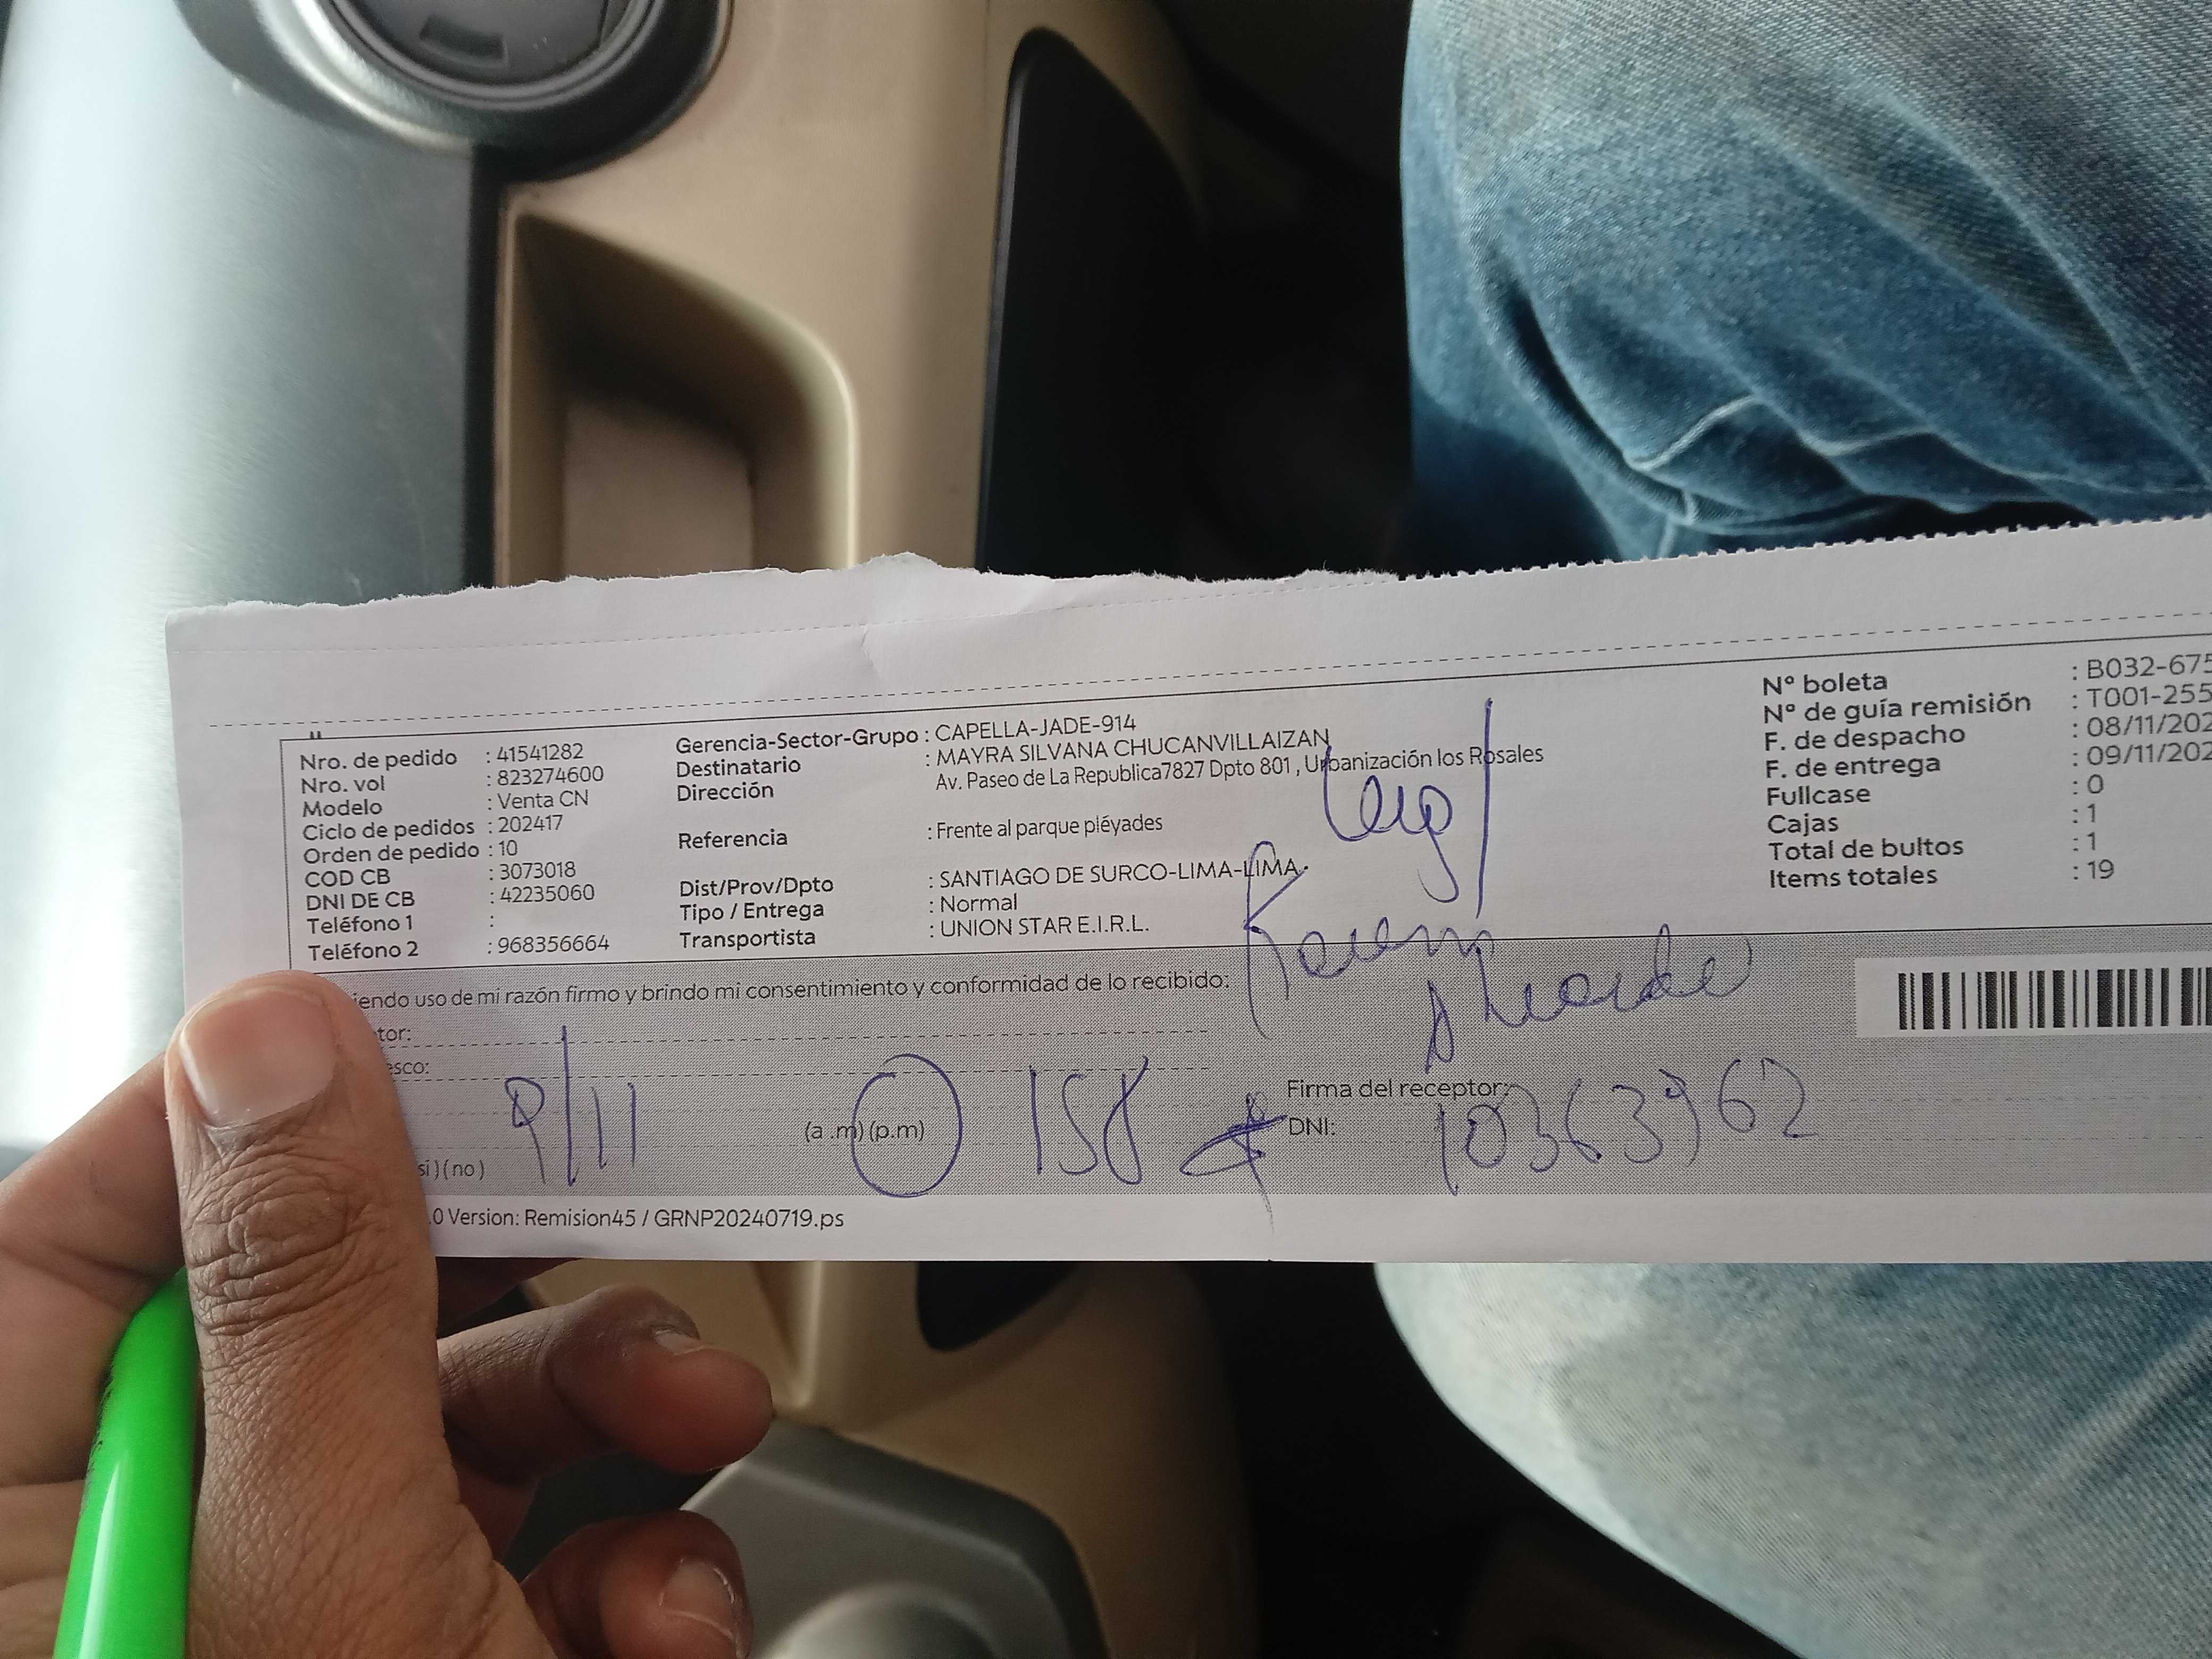 Nro. de pedido : 41541282
Nro. vol : 823274600
Modelo : Venta CN
Ciclo de pedidos : 202417
Orden de pedido : 10
COD CB : 3073018
DNI DE CB : 42235060
Teléfono 1 :
Teléfono 2 : 968356664
Gerencia-Sector-Grupo : CAPELLA-JADE-914
Destinatario : MAYRA SILVANA CHUCANVILLAIZAN
Dirección Av. Paseo de La Republica7827 Dpto 801 , Urbanización los Rosales
Referencia : Frente al parque pléyades
Dist/Prov/Dpto : SANTIAGO DE SURCO-LIMA-LIMA
Tipo / Entrega : Normal
Transportista : UNION STAR E.I.R.L.
Nº boleta : B032-675
Nº de guía remisión : T001-255
F. de despacho : 08/11/202
F. de entrega : 09/11/202
Fullcase : 0
Cajas : 1
Total de bultos : 1
Items totales : 19
iendo uso de mi razón firmo y brindo mi consentimiento y conformidad de lo recibido:
tor:
esco:
9/11
(a .m) (p.m)
158
Firma del receptor:
DNI: 10363962
si ) ( no )
.0 Version: Remision45 / GRNP20240719.ps